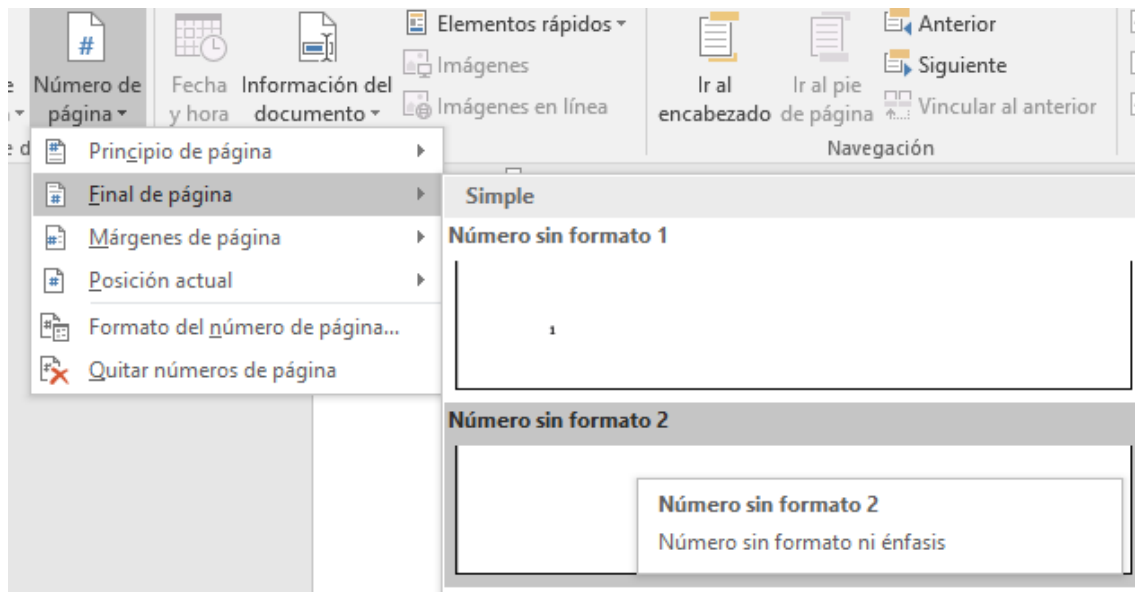 Elementos rápidos
Anterior
Imágenes
Siguiente
Número de
página
Fecha
y hora
Información del
documento
Imágenes en línea
Ir al
encabezado
Ir al pie
de página
Vincular al anterior
Navegación
Principio de página
Final de página
Márgenes de página
Posición actual
Formato del número de página...
Quitar números de página
Simple
Número sin formato 1
1
Número sin formato 2
Número sin formato 2
Número sin formato ni énfasis